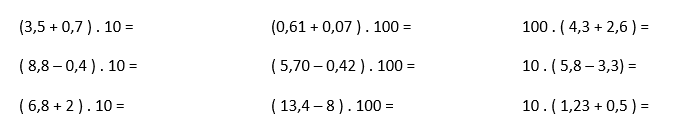 (3,5 + 0,7 ) . 10 = (0,61 + 0,07 ) . 100 = 100 . ( 4,3 + 2,6 ) =
( 8,8 – 0,4 ) . 10 = ( 5,70 – 0,42 ) . 100 = 10 . ( 5,8 – 3,3) =
( 6,8 + 2 ) . 10 = ( 13,4 – 8 ) . 100 = 10 . ( 1,23 + 0,5 ) =